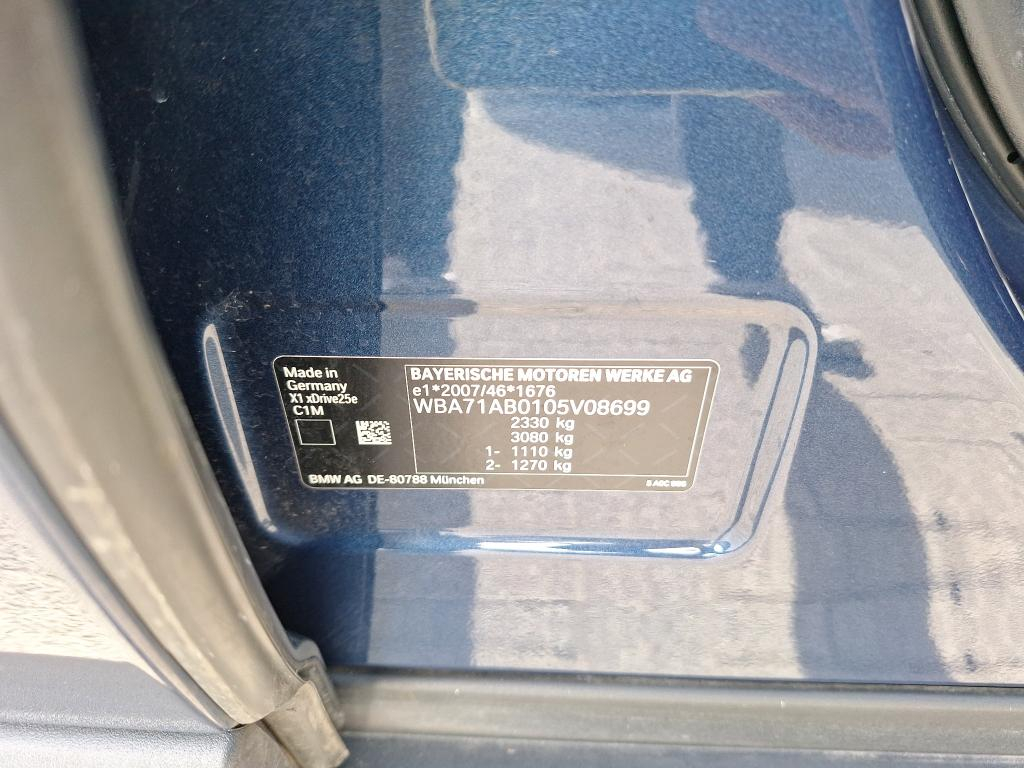 Made in
Germany
X1 xDrive25e
C1M
BAYERISCHE MOTOREN WERKE AG
e1*2007/46*1676
WBA71AB0105V08699
2330 kg
3080 kg
1- 1110 kg
2- 1270 kg
BMW AG DE-80788 München